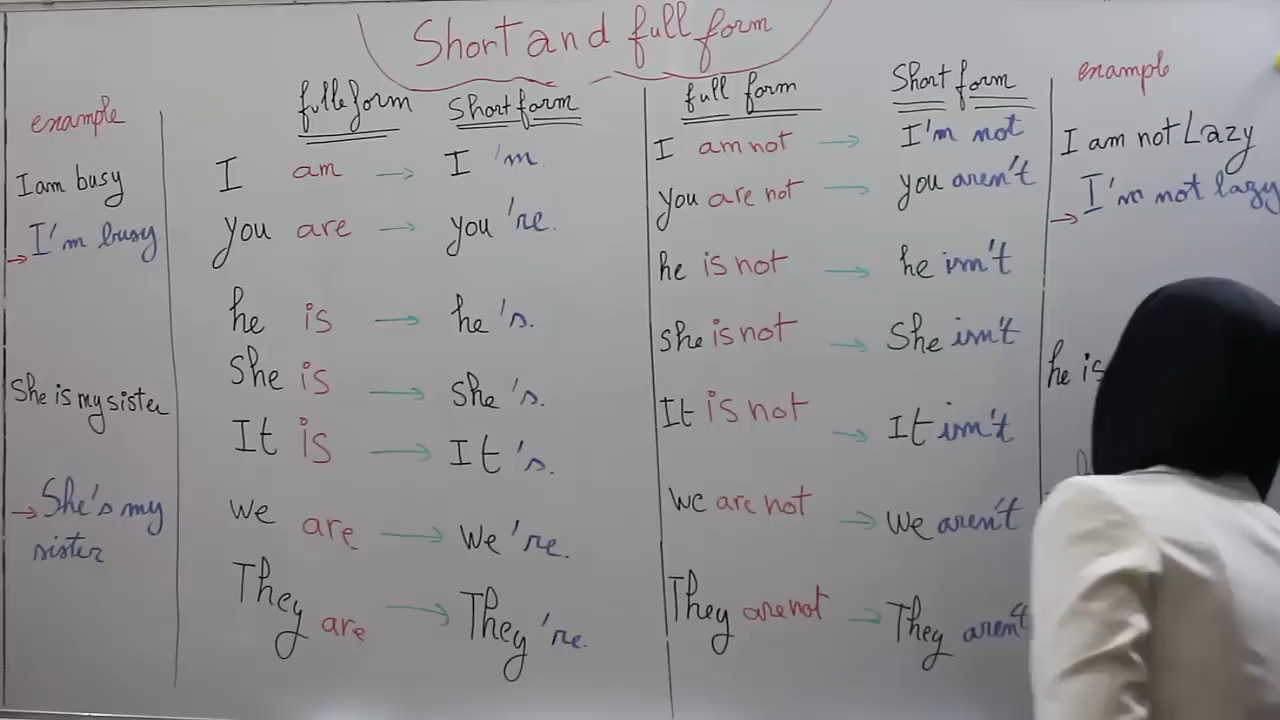 Short and full form
example
I am busy
→ I'm busy
She is my sister
→ She's my
sister
fulle form Short form
I am → I 'm
you are → you 're.
he is → he 's.
She is → she 's.
It is → It 's.
we are → we 're.
They are → They 're.
full form Short form
I am not → I'm not
you are not → you aren't
he is not → he isn't
she is not → She isn't
It is not → It isn't
we are not → we aren't
They are not → They aren't
example
I am not Lazy
→ I'm not lazy
he is